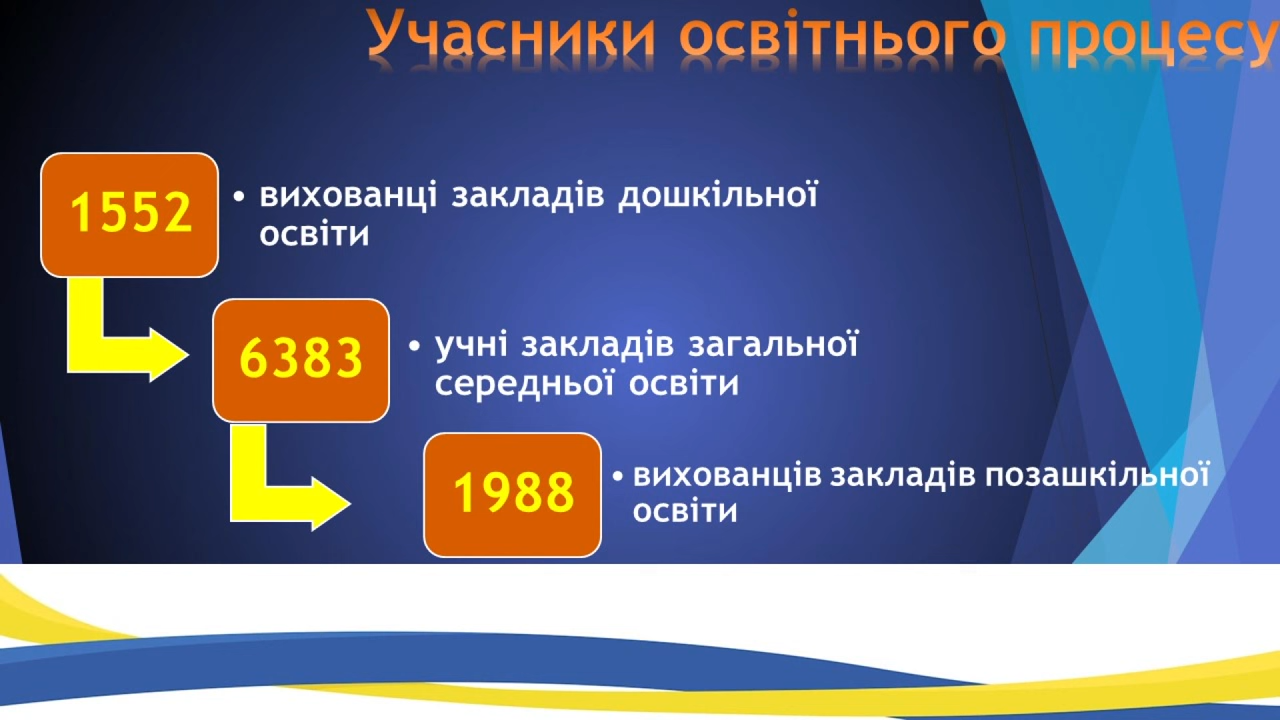 Учасники освітнього процесу
1552
• вихованці закладів дошкільної
освіти
6383
• учні закладів загальної
середньої освіти
1988
• вихованців закладів позашкільної
освіти